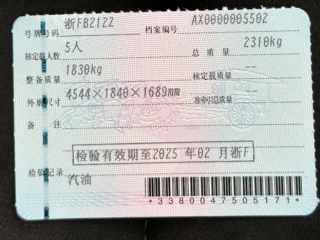 号牌号码 浙FB212Z 档案编号 AX0000005502
核定载人数 5人 总质量 2310kg
整备质量 1830kg 核定载质量 --
外廓尺寸 4544×1840×1689mm 准牵引总质量 --
备注
检验有效期至2025 年02 月浙F
检验记录 汽油
*3380047505171*